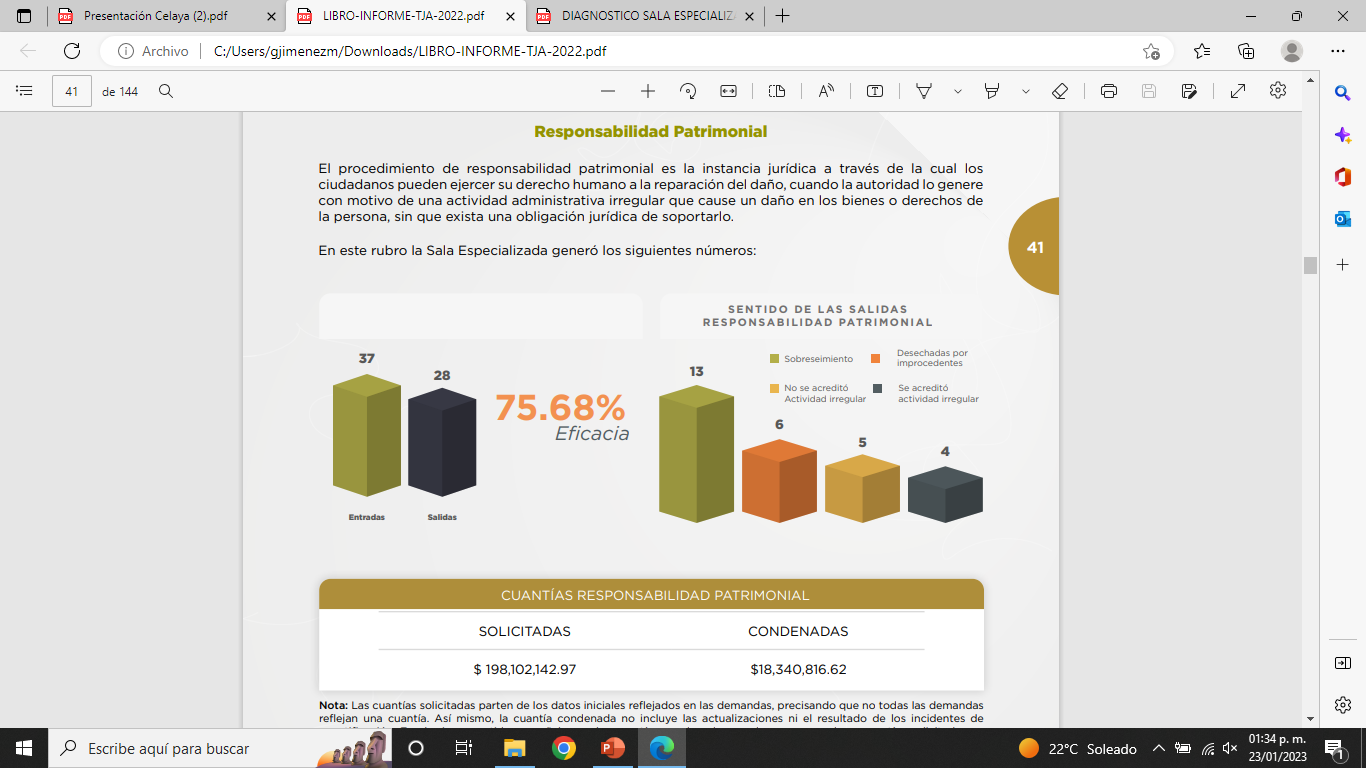 Presentación Celaya (2).pdf
LIBRO-INFORME-TJA-2022.pdf
DIAGNOSTICO SALA ESPECIALIZ
Archivo
C:/Users/gjimenezm/Downloads/LIBRO-INFORME-TJA-2022.pdf
41 de 144
Responsabilidad Patrimonial
El procedimiento de responsabilidad patrimonial es la instancia jurídica a través de la cual los
ciudadanos pueden ejercer su derecho humano a la reparación del daño, cuando la autoridad lo genere
con motivo de una actividad administrativa irregular que cause un daño en los bienes o derechos de
la persona, sin que exista una obligación jurídica de soportarlo.
En este rubro la Sala Especializada generó los siguientes números:
41
37
28
75.68%
Eficacia
Entradas
Salidas
SENTIDO DE LAS SALIDAS
RESPONSABILIDAD PATRIMONIAL
Sobreseimiento
Desechadas por
improcedentes
No se acreditó
Actividad irregular
Se acreditó
actividad irregular
13
6
5
4
CUANTÍAS RESPONSABILIDAD PATRIMONIAL
SOLICITADAS
CONDENADAS
$ 198,102,142.97
$18,340,816.62
Nota: Las cuantías solicitadas parten de los datos iniciales reflejados en las demandas, precisando que no todas las demandas
reflejan una cuantía. Así mismo, la cuantía condenada no incluye las actualizaciones ni el resultado de los incidentes de
Escribe aquí para buscar
22°C Soleado
01:34 p. m.
23/01/2023
1